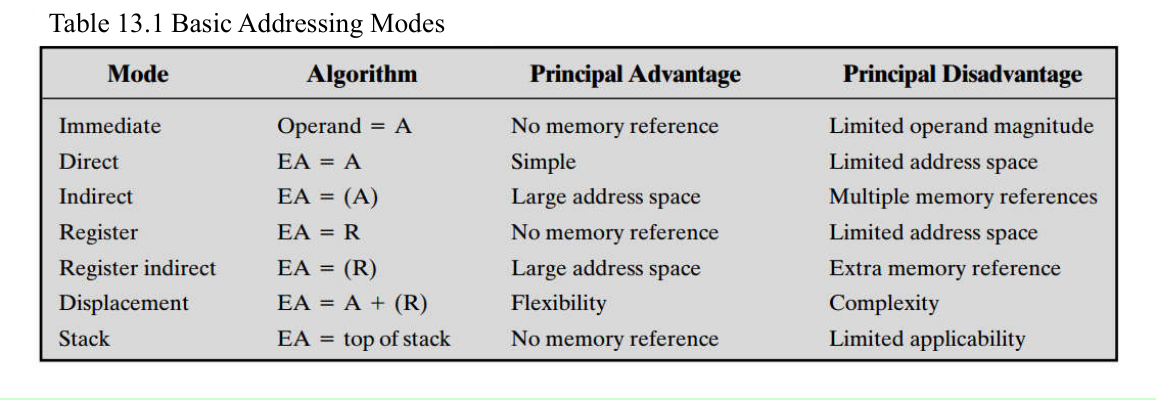 Table 13.1 Basic Addressing Modes
Mode Algorithm Principal Advantage Principal Disadvantage
Immediate Operand = A No memory reference Limited operand magnitude
Direct EA = A Simple Limited address space
Indirect EA = (A) Large address space Multiple memory references
Register EA = R No memory reference Limited address space
Register indirect EA = (R) Large address space Extra memory reference
Displacement EA = A + (R) Flexibility Complexity
Stack EA = top of stack No memory reference Limited applicability